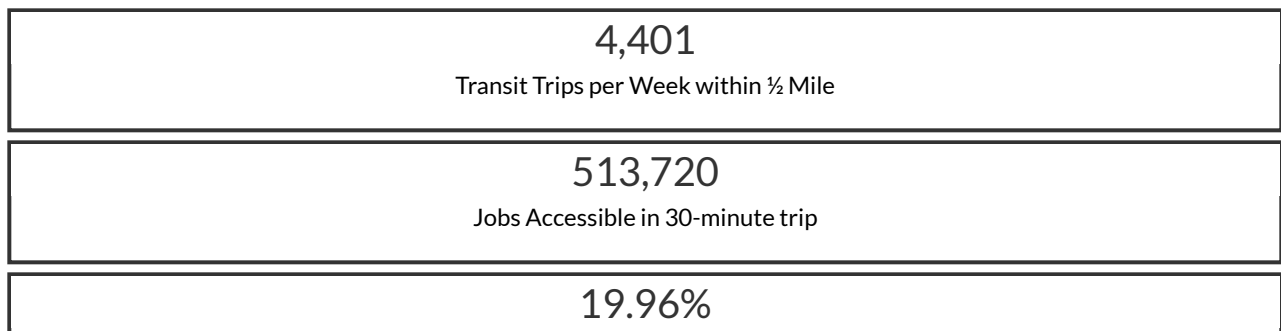 4,401
Transit Trips per Week within ½ Mile
513,720
Jobs Accessible in 30-minute trip
19.96%